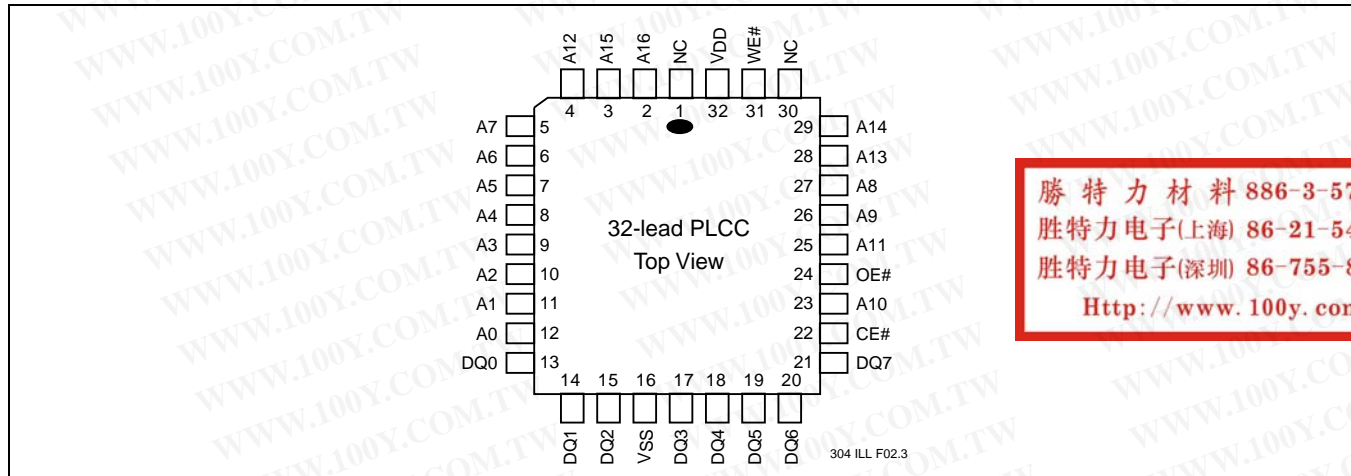 A12 A15 A16 NC VDD WE# NC
4 3 2 1 32 31 30
A7 5 29 A14
A6 6 28 A13
A5 7 27 A8
A4 8 26 A9
A3 9 25 A11
A2 10 24 OE#
A1 11 23 A10
A0 12 22 CE#
DQ0 13 21 DQ7
32-lead PLCC
Top View
14 15 16 17 18 19 20
DQ1 DQ2 VSS DQ3 DQ4 DQ5 DQ6
304 ILL F02.3
勝特力材料 886-3-57
胜特力电子(上海) 86-21-54
胜特力电子(深圳) 86-755-8
Http://www.100y.com
WWW.100Y.COM.TW